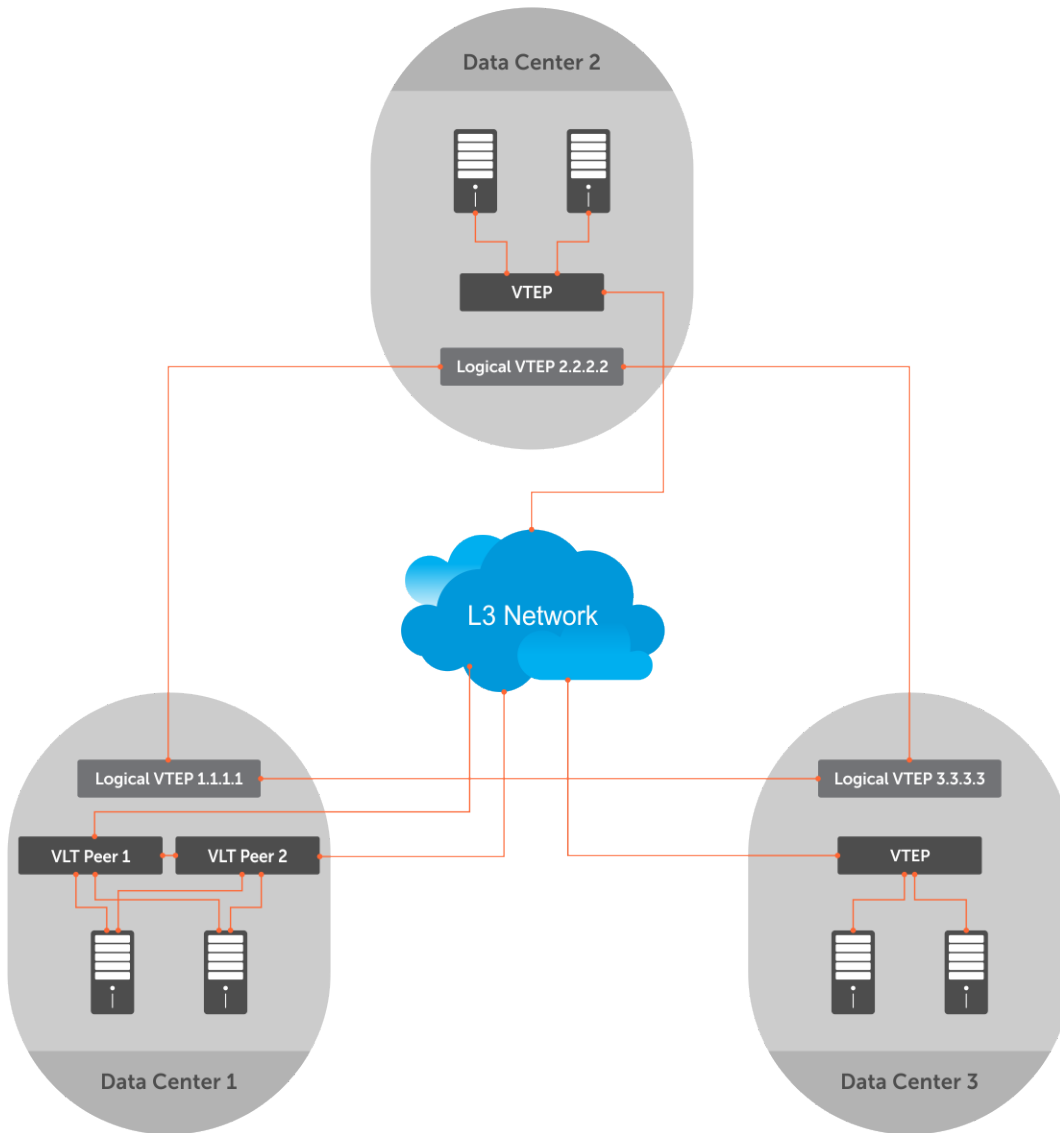 Data Center 2
VTEP
Logical VTEP 2.2.2.2
L3 Network
Logical VTEP 1.1.1.1
Logical VTEP 3.3.3.3
VLT Peer 1
VLT Peer 2
VTEP
Data Center 1
Data Center 3